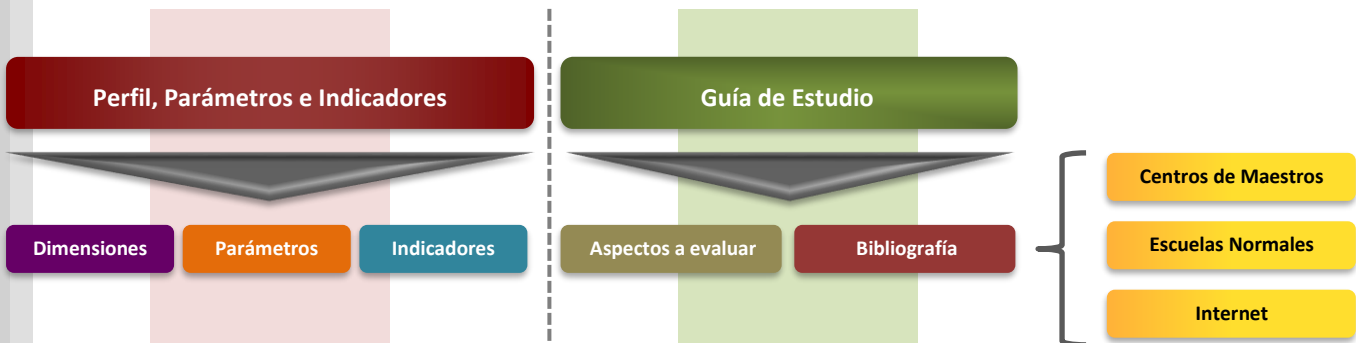 Perfil, Parámetros e Indicadores
Guía de Estudio
Dimensiones
Parámetros
Indicadores
Aspectos a evaluar
Bibliografía
Centros de Maestros
Escuelas Normales
Internet